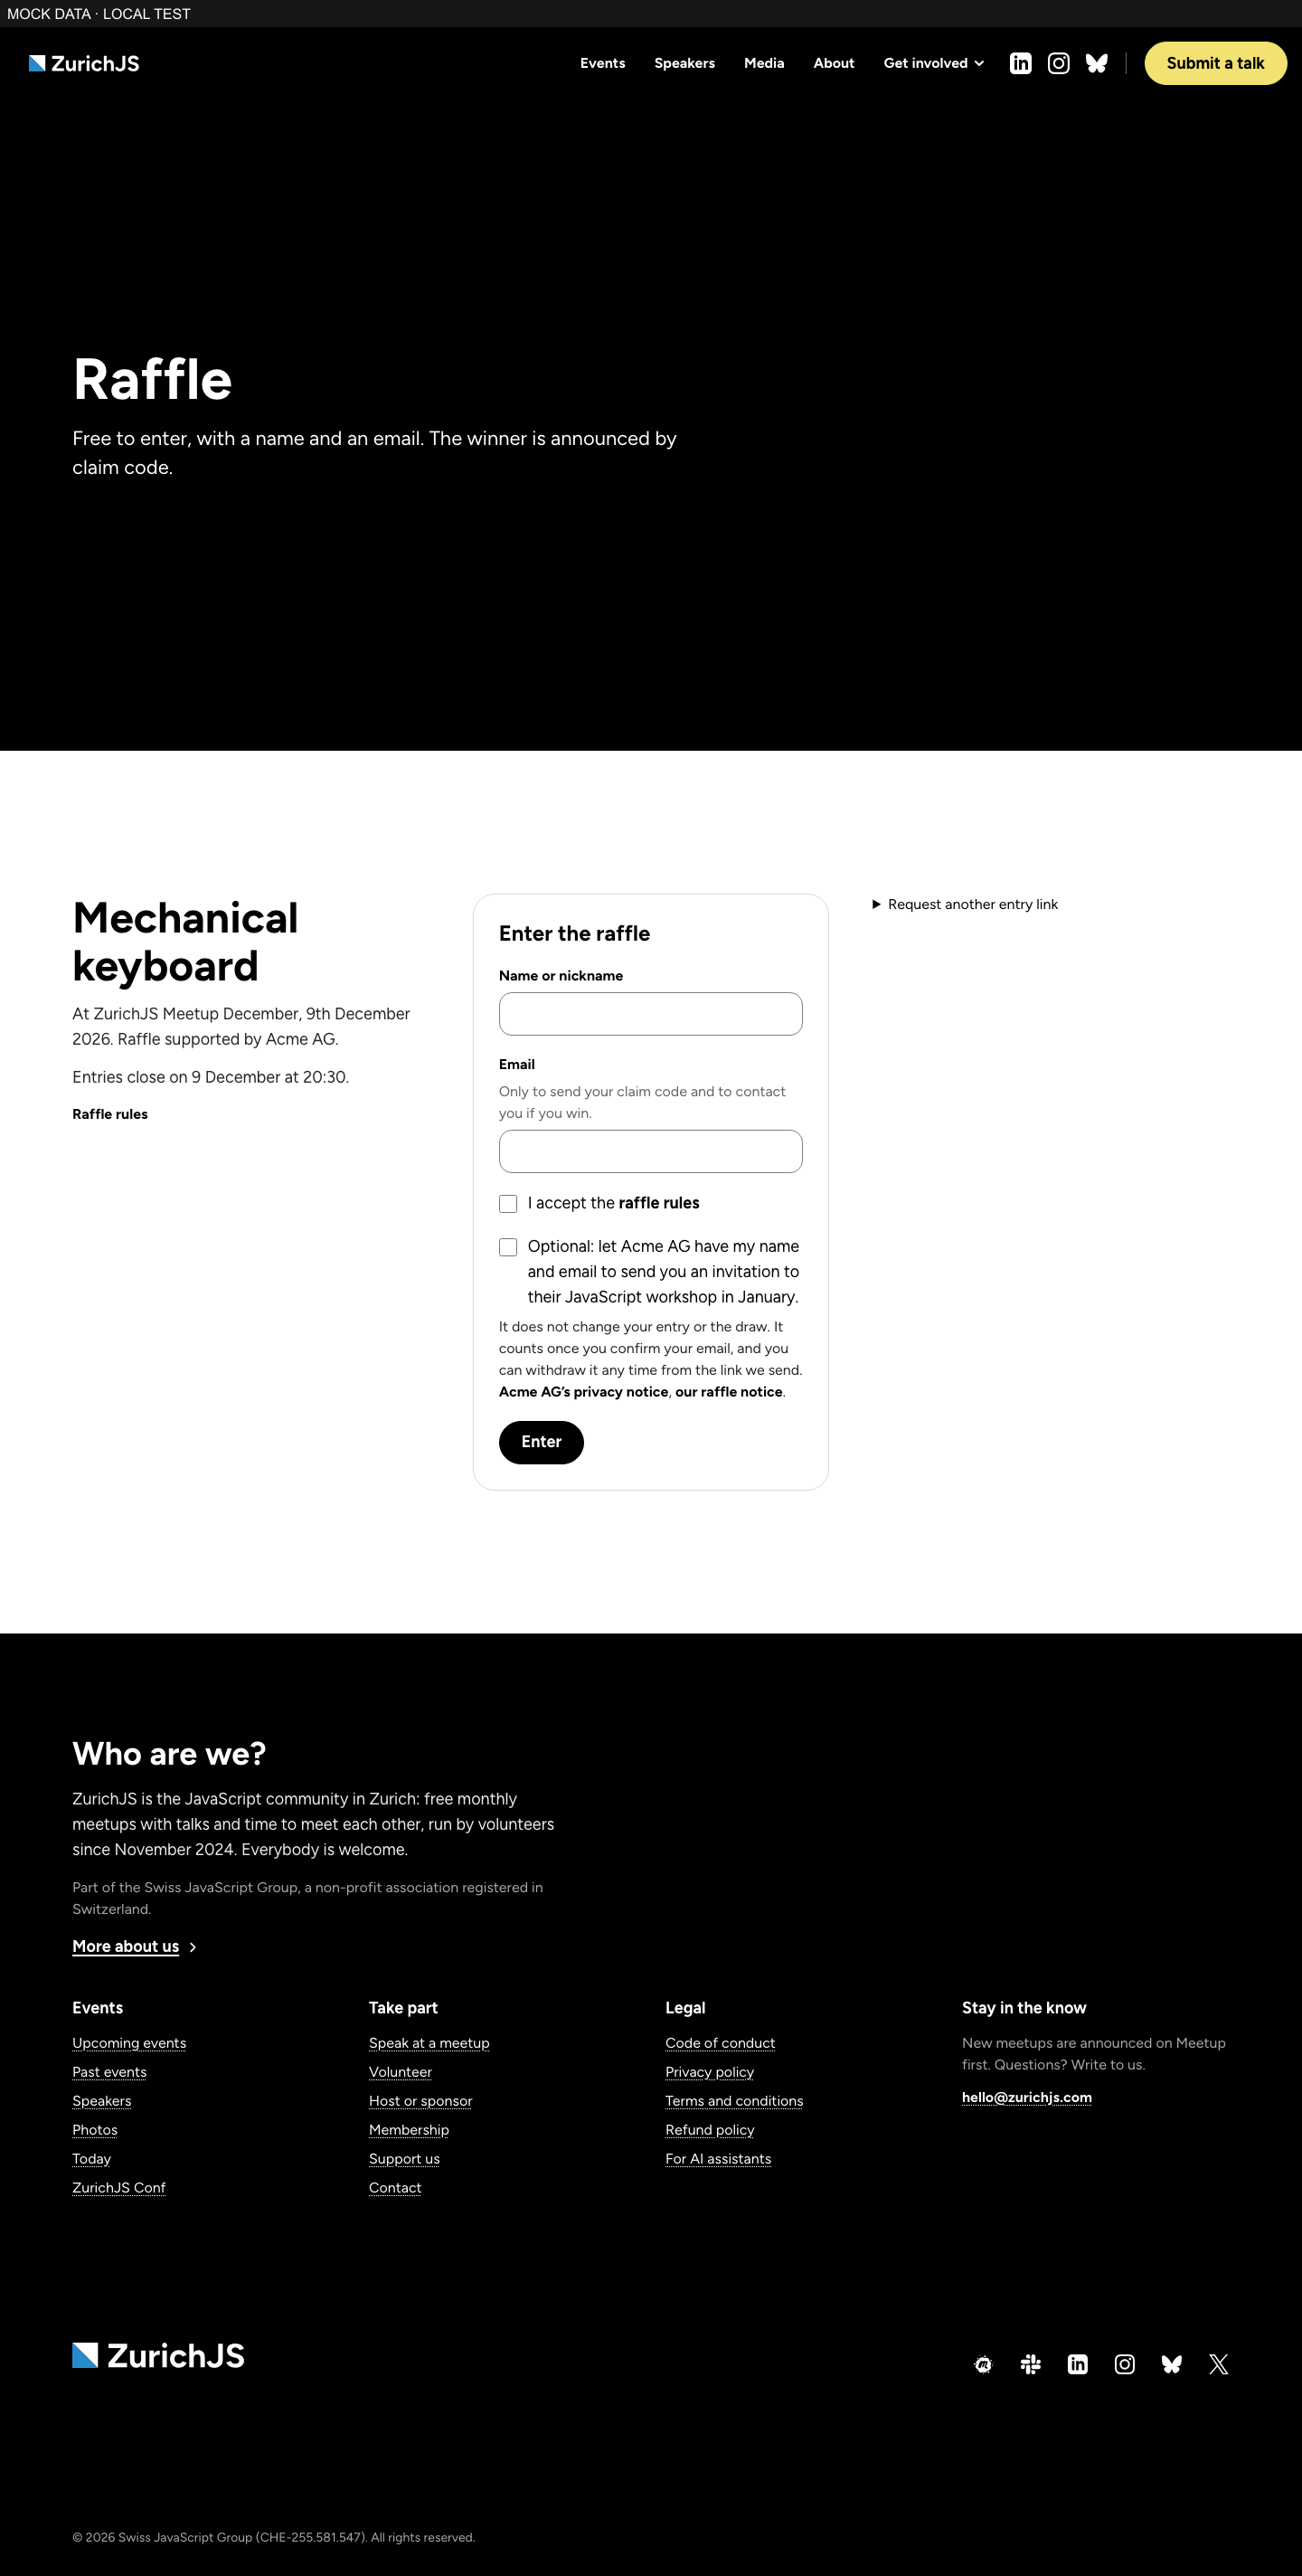 MOCK DATA · LOCAL TEST
ZurichJS
Events
Speakers
Media
About
Get involved
Submit a talk
Raffle
Free to enter, with a name and an email. The winner is announced by
claim code.
Mechanical
keyboard
At ZurichJS Meetup December, 9th December
2026. Raffle supported by Acme AG.
Entries close on 9 December at 20:30.
Raffle rules
Enter the raffle
Name or nickname
Email
Only to send your claim code and to contact
you if you win.
I accept the raffle rules
Optional: let Acme AG have my name
and email to send you an invitation to
their JavaScript workshop in January.
It does not change your entry or the draw. It
counts once you confirm your email, and you
can withdraw it any time from the link we send.
Acme AG’s privacy notice, our raffle notice.
Enter
Request another entry link
Who are we?
ZurichJS is the JavaScript community in Zurich: free monthly
meetups with talks and time to meet each other, run by volunteers
since November 2024. Everybody is welcome.
Part of the Swiss JavaScript Group, a non-profit association registered in
Switzerland.
More about us
Events
Upcoming events
Past events
Speakers
Photos
Today
ZurichJS Conf
Take part
Speak at a meetup
Volunteer
Host or sponsor
Membership
Support us
Contact
Legal
Code of conduct
Privacy policy
Terms and conditions
Refund policy
For AI assistants
Stay in the know
New meetups are announced on Meetup
first. Questions? Write to us.
hello@zurichjs.com
ZurichJS
© 2026 Swiss JavaScript Group (CHE-255.581.547). All rights reserved.